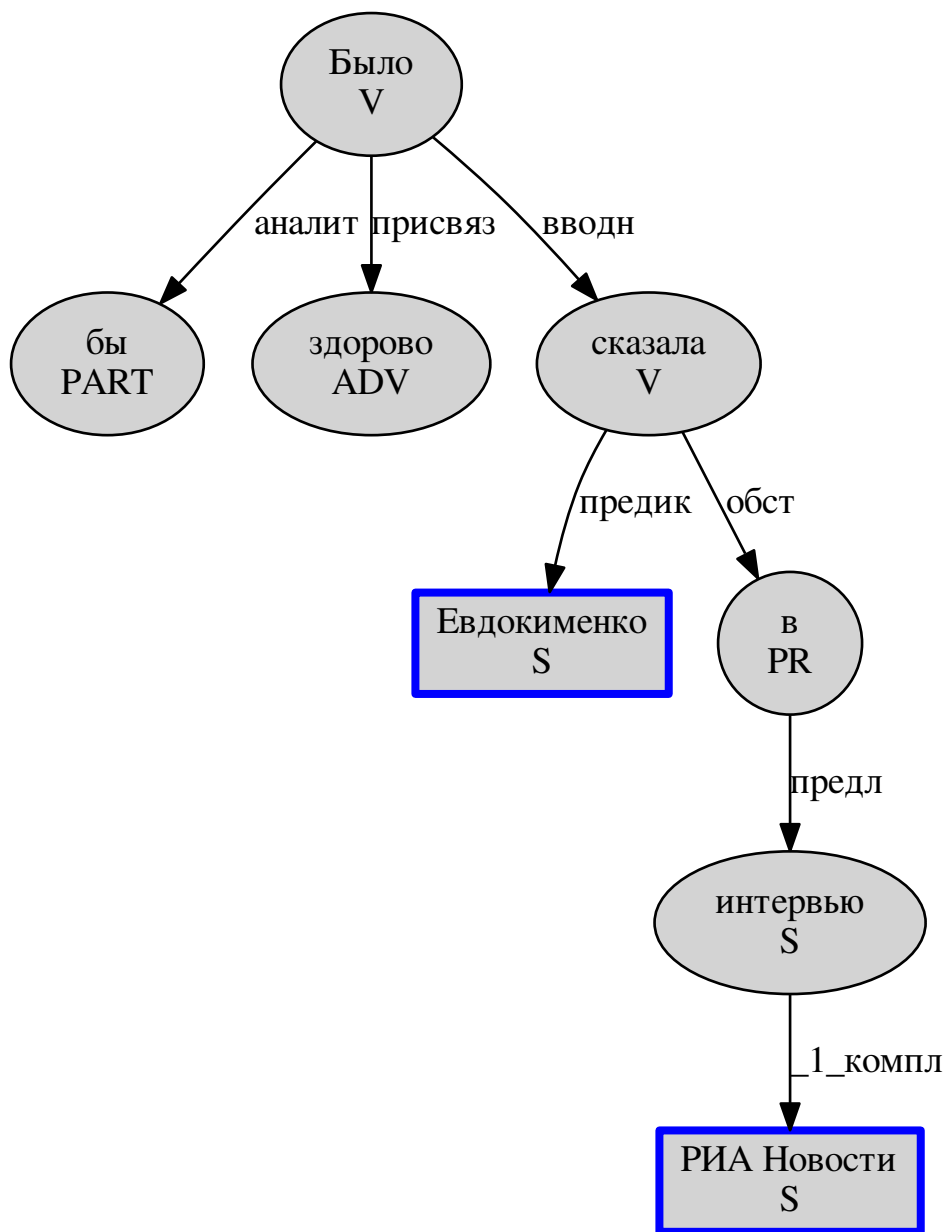 Было
V
аналит присвяз вводн
бы
PART
здорово
ADV
сказала
V
предик обст
Евдокименко
S
в
PR
предл
интервью
S
_1_компл
РИА Новости
S